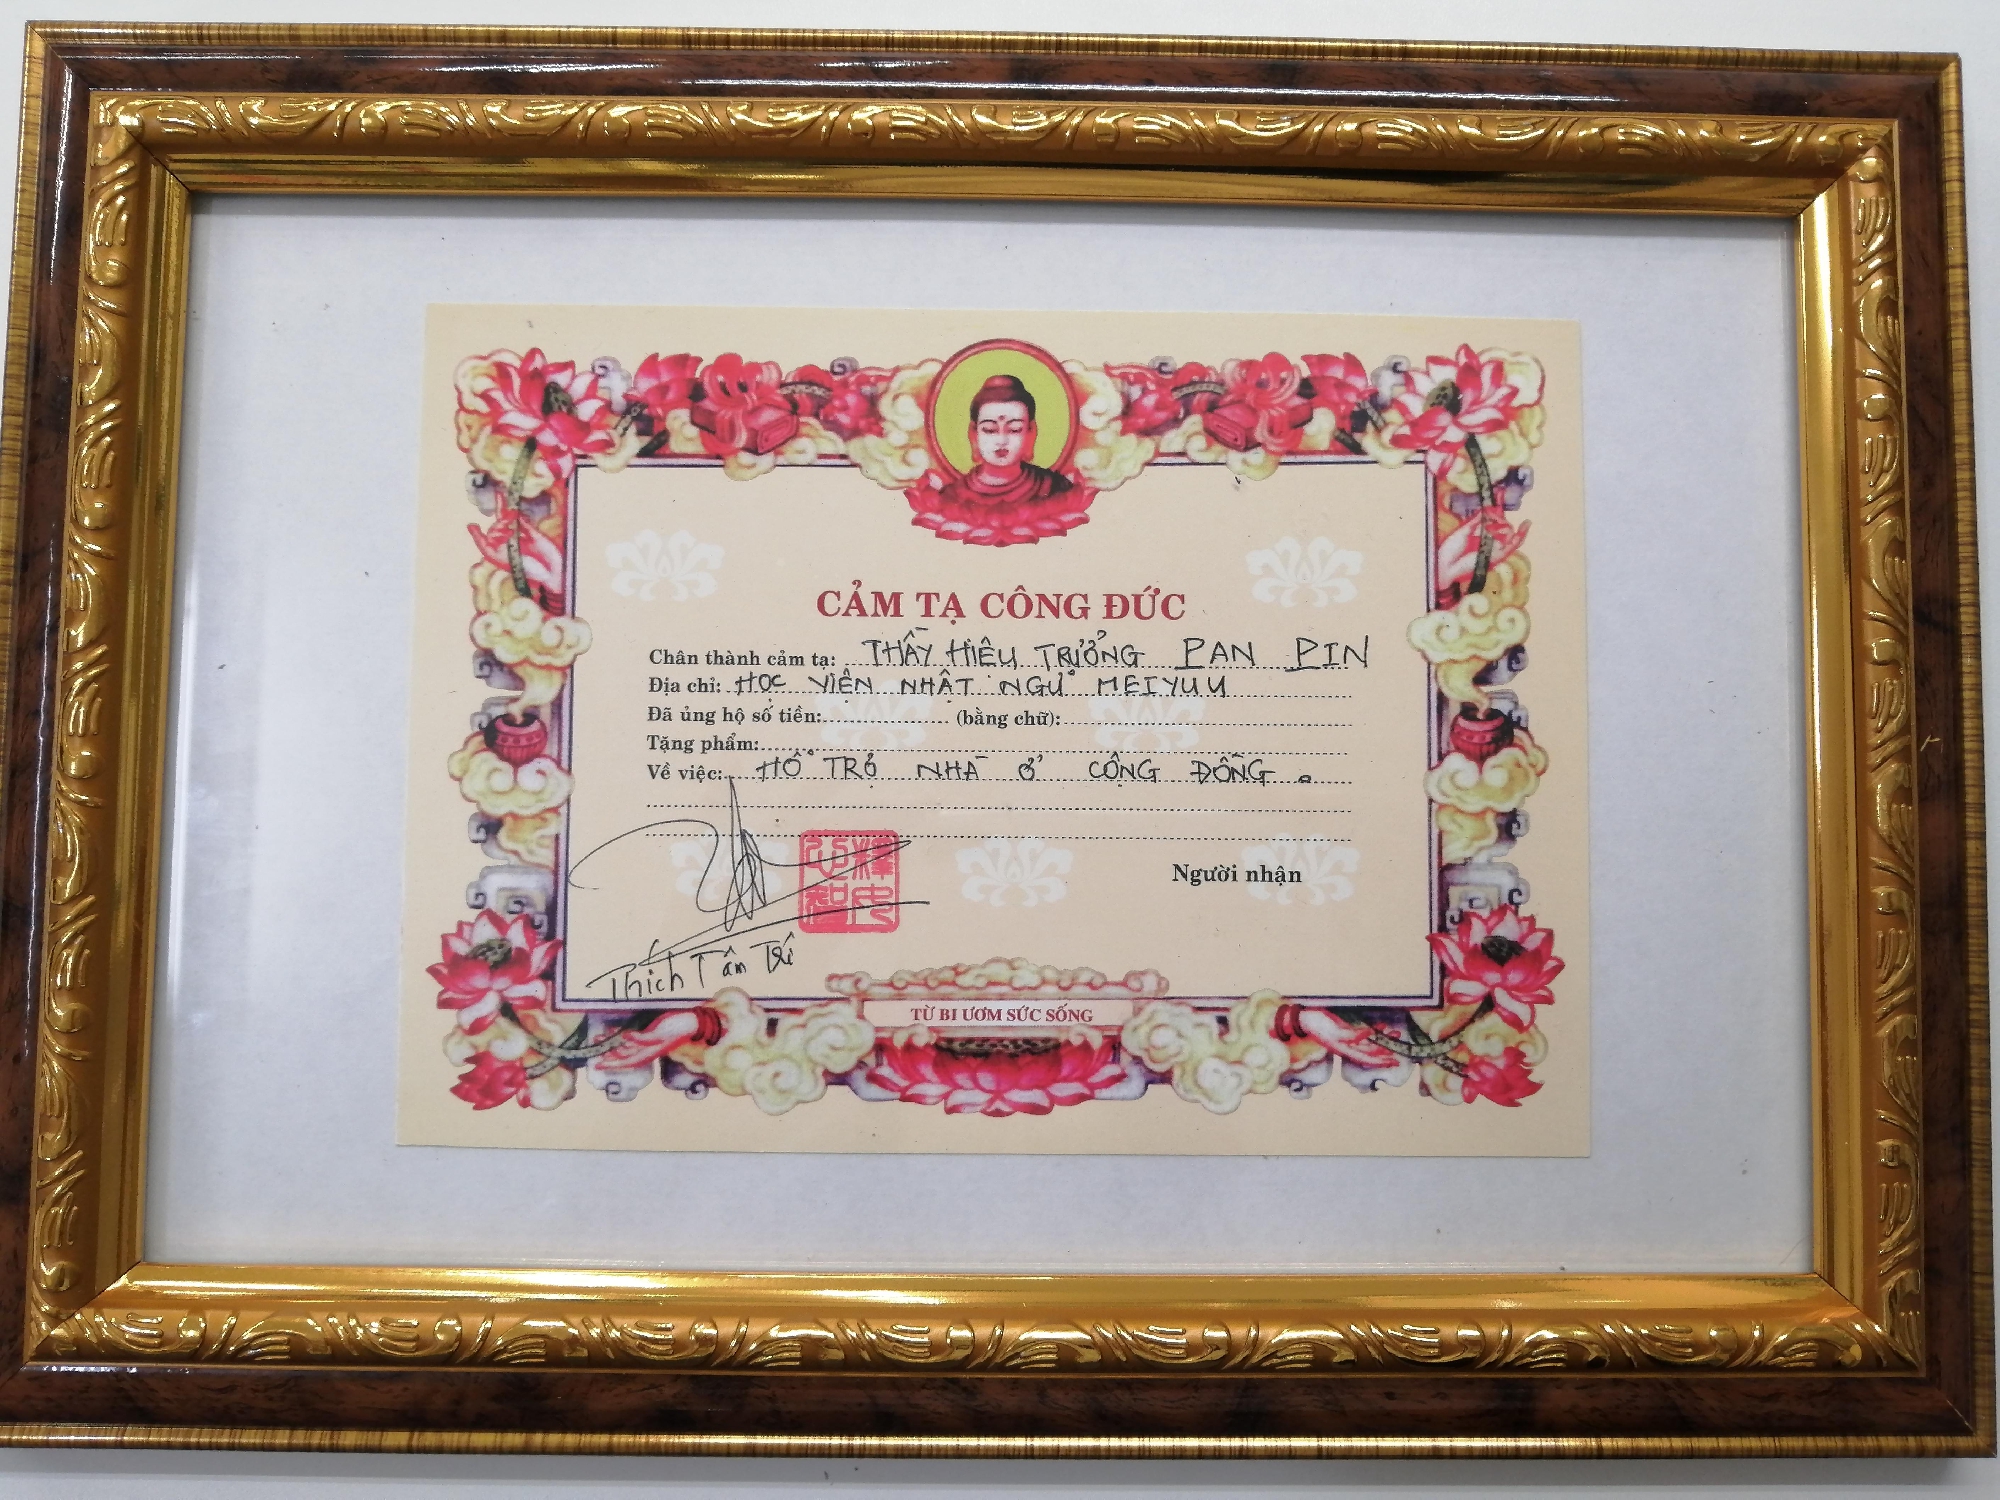 CẢM TẠ CÔNG ĐỨC
Chân thành cảm tạ: THẦY HIỆU TRƯỞNG PAN PIN
Địa chỉ: HỌC VIỆN NHẬT NGỮ MEIYUU
Đã ủng hộ số tiền: (bằng chữ):
Tặng phẩm:
Về việc: HỔ TRỢ NHÀ Ở CỘNG ĐỒNG.
Người nhận
Thích Tâm Trí
TỪ BI ƯƠM SỨC SỐNG